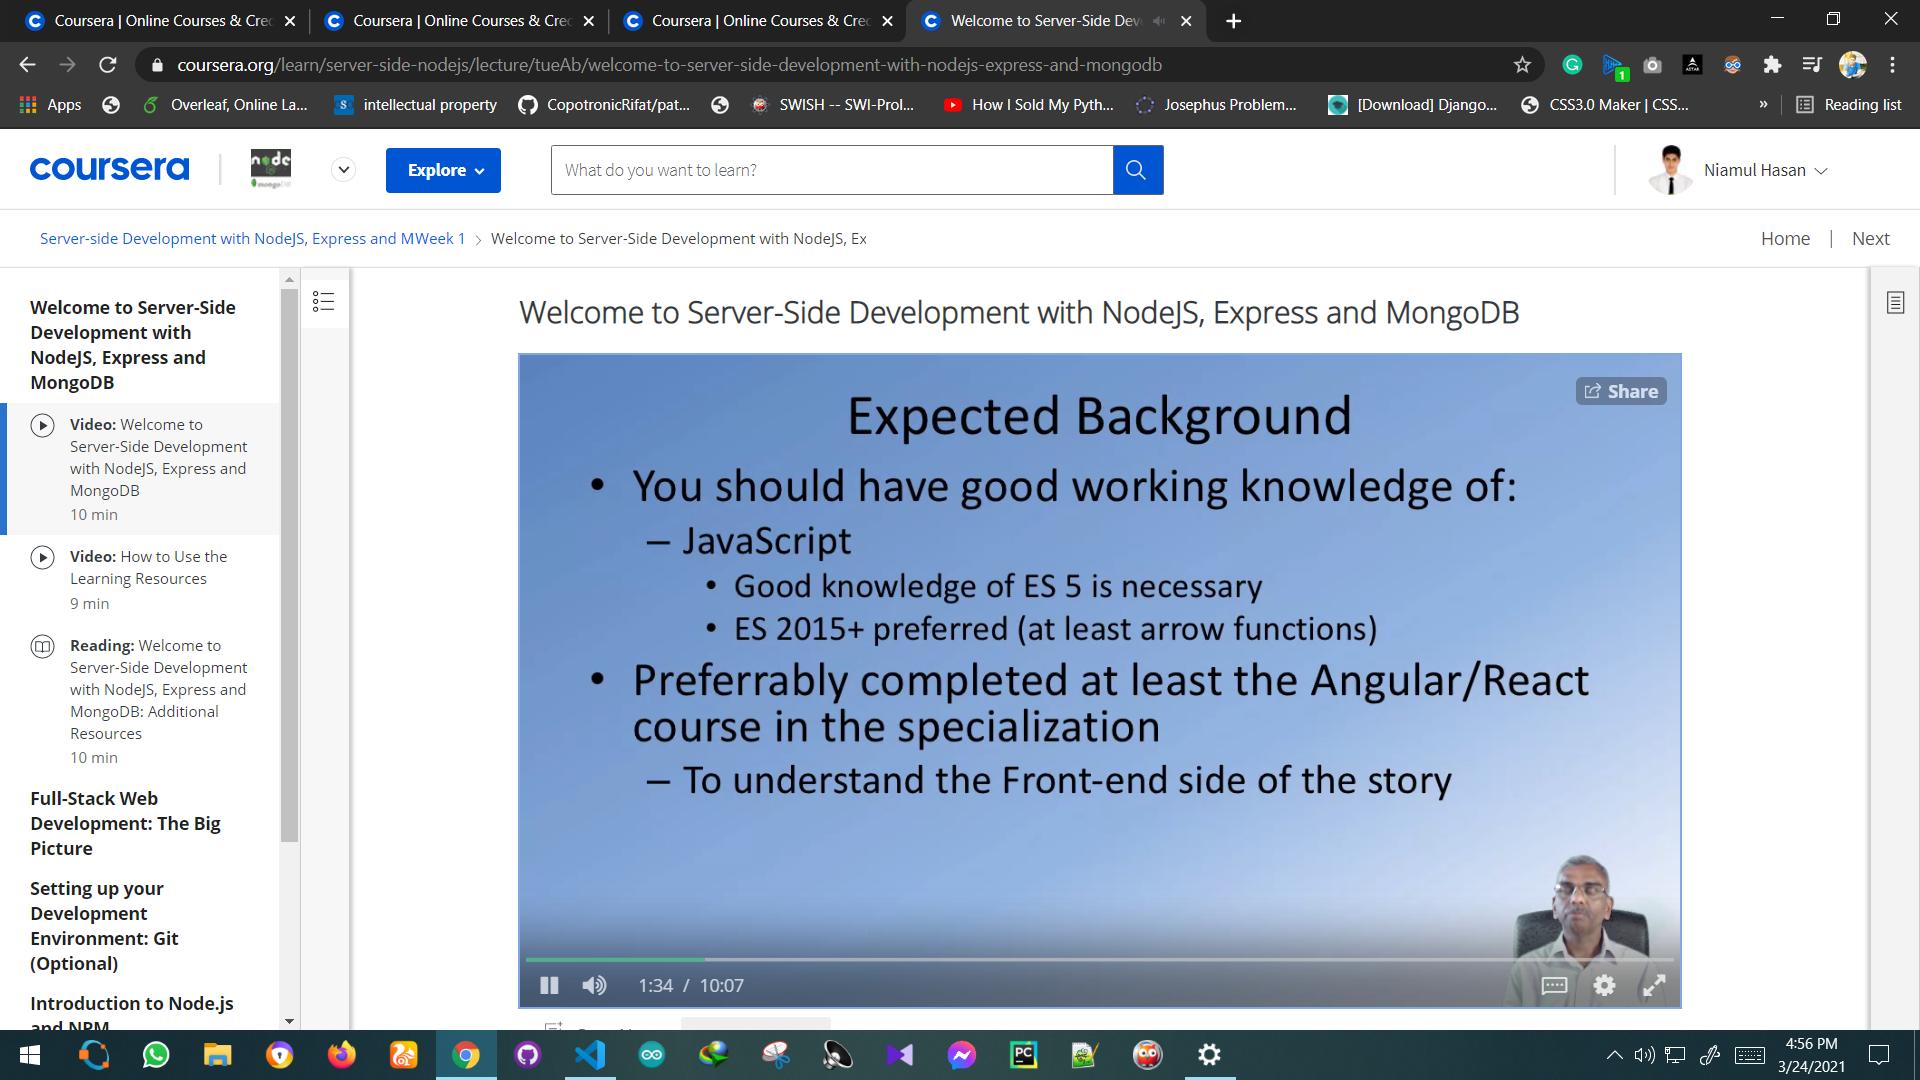 Coursera | Online Courses & Cred
Coursera | Online Courses & Cred
Coursera | Online Courses & Cred
Welcome to Server-Side Dev
coursera.org/learn/server-side-nodejs/lecture/tueAb/welcome-to-server-side-development-with-nodejs-express-and-mongodb
1
ASTAR
Apps
Overleaf, Online La...
S
intellectual property
CopotronicRifat/pat...
SWISH -- SWI-Prol...
How I Sold My Pyth...
Josephus Problem...
[Download] Django...
CSS3.0 Maker | CSS...
»
Reading list
coursera
node
mongoDB
Explore
What do you want to learn?
Niamul Hasan
Server-side Development with NodeJS, Express and MWeek 1
Welcome to Server-Side Development with NodeJS, Ex
Home
Next
Welcome to Server-Side
Development with
NodeJS, Express and
MongoDB
Video: Welcome to
Server-Side Development
with NodeJS, Express and
MongoDB
10 min
Video: How to Use the
Learning Resources
9 min
Reading: Welcome to
Server-Side Development
with NodeJS, Express and
MongoDB: Additional
Resources
10 min
Full-Stack Web
Development: The Big
Picture
Setting up your
Development
Environment: Git
(Optional)
Introduction to Node.js
and NPM
Welcome to Server-Side Development with NodeJS, Express and MongoDB
Share
Expected Background
• You should have good working knowledge of:
– JavaScript
• Good knowledge of ES 5 is necessary
• ES 2015+ preferred (at least arrow functions)
• Preferrably completed at least the Angular/React
course in the specialization
– To understand the Front-end side of the story
1:34 / 10:07
PC
4:56 PM
3/24/2021